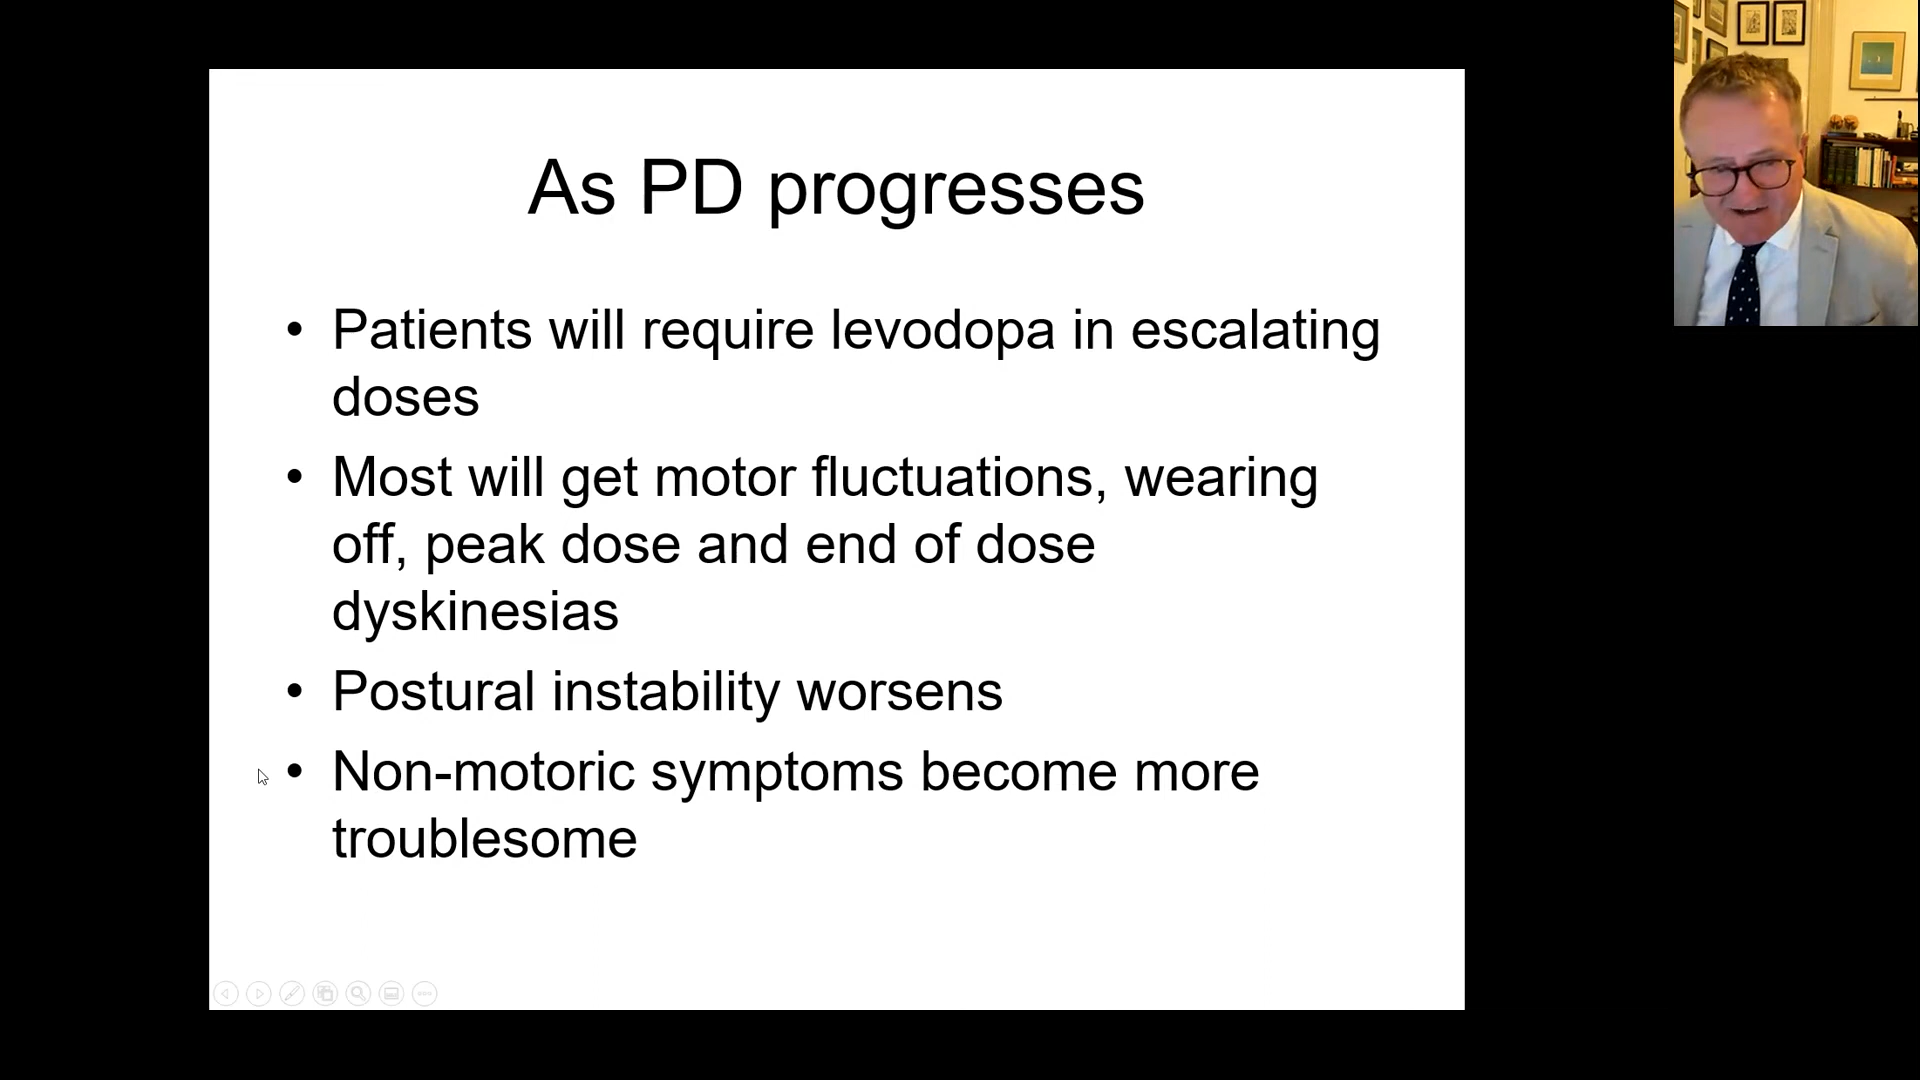 As PD progresses
• Patients will require levodopa in escalating
doses
• Most will get motor fluctuations, wearing
off, peak dose and end of dose
dyskinesias
• Postural instability worsens
• Non-motoric symptoms become more
troublesome